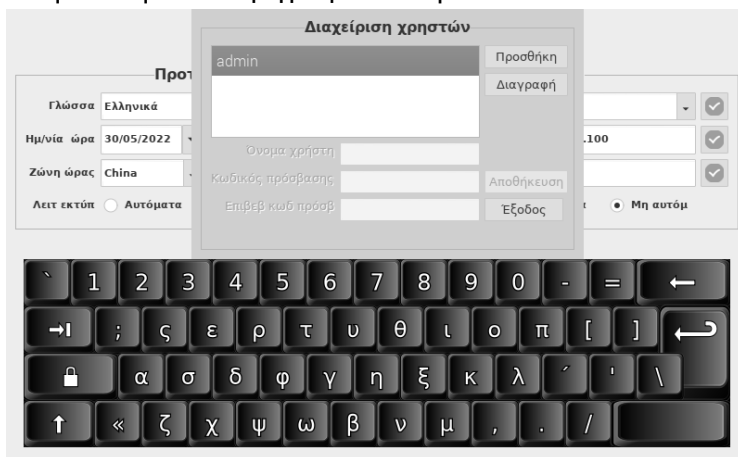 Διαχείριση χρηστών
admin
Προσθήκη
Διαγραφή
Όνομα χρήστη
Κωδικός πρόσβασης
Αποθήκευση
Επιβεβ κωδ πρόσβ
Έξοδος
Προτ
Γλώσσα Ελληνικά
Ημ/νία ώρα 30/05/2022 .100
Ζώνη ώρας China
Λειτ εκτύπ Αυτόματα Μη αυτόμ
` 1 2 3 4 5 6 7 8 9 0 - =
; ς ε ρ τ υ θ ι ο π [ ]
α σ δ φ γ η ξ κ λ ΄ ' \
« ζ χ ψ ω β ν μ , . /